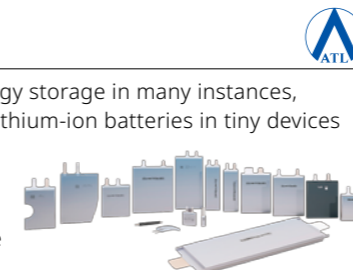 ATL
gy storage in many instances,
thium-ion batteries in tiny devices
e